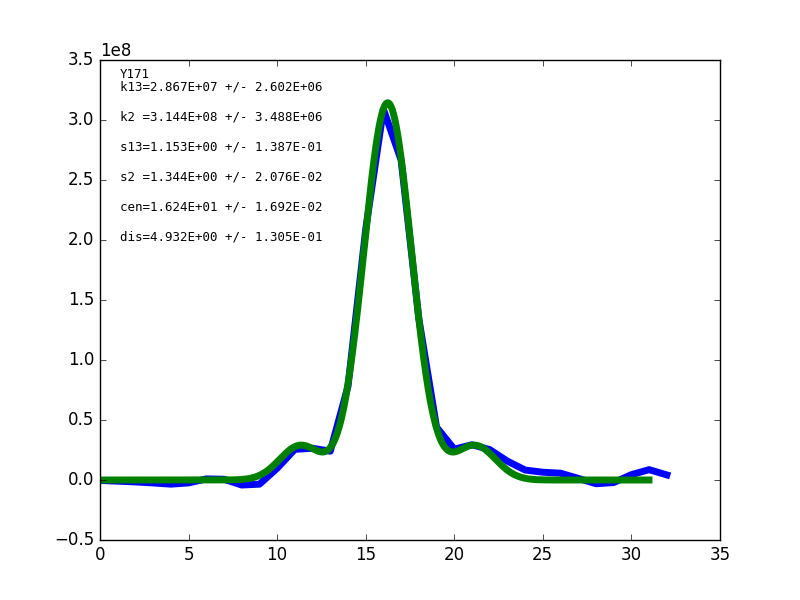 1e8
3.5
3.0
2.5
2.0
1.5
1.0
0.5
0.0
−0.5
Y171
k13=2.867E+07 +/- 2.602E+06
k2 =3.144E+08 +/- 3.488E+06
s13=1.153E+00 +/- 1.387E-01
s2 =1.344E+00 +/- 2.076E-02
cen=1.624E+01 +/- 1.692E-02
dis=4.932E+00 +/- 1.305E-01
0 5 10 15 20 25 30 35